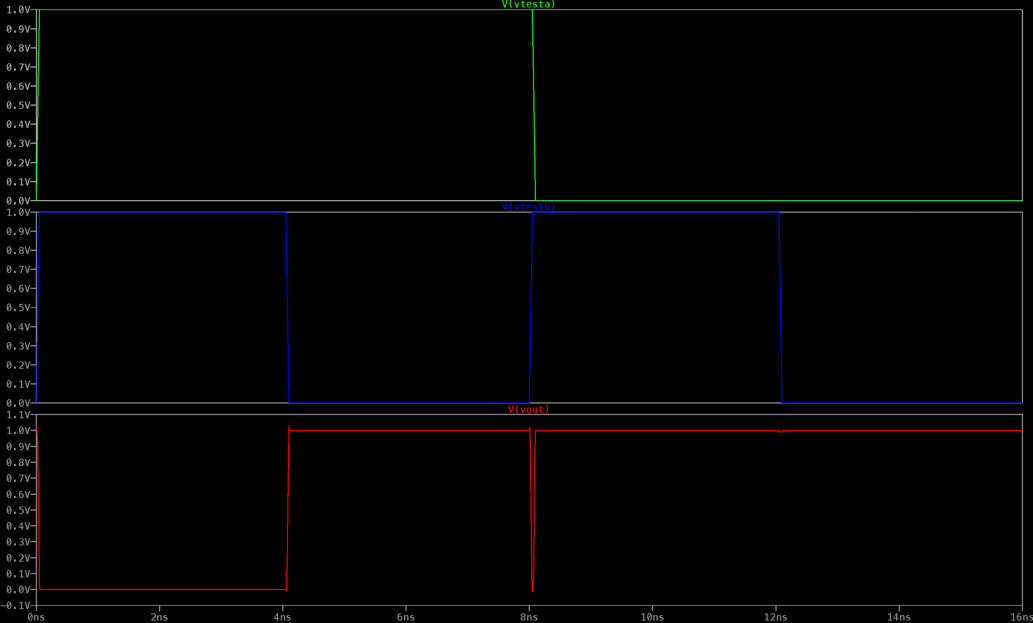 V(vtesta)
1.0V
0.9V
0.8V
0.7V
0.6V
0.5V
0.4V
0.3V
0.2V
0.1V
0.0V
V(vtestb)
1.0V
0.9V
0.8V
0.7V
0.6V
0.5V
0.4V
0.3V
0.2V
0.1V
0.0V
V(vout)
1.1V
1.0V
0.9V
0.8V
0.7V
0.6V
0.5V
0.4V
0.3V
0.2V
0.1V
0.0V
-0.1V
0ns 2ns 4ns 6ns 8ns 10ns 12ns 14ns 16ns